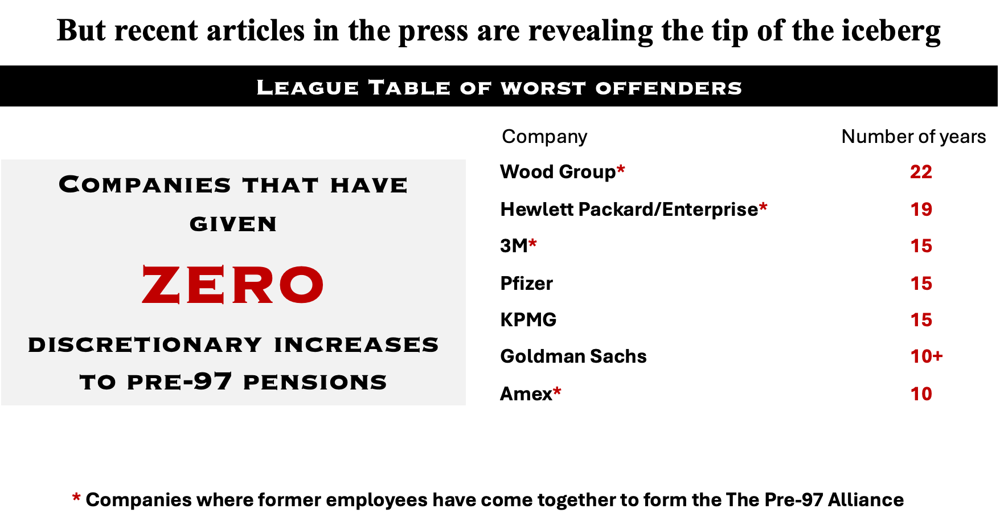 But recent articles in the press are revealing the tip of the iceberg
League Table of worst offenders
Companies that have
given
ZERO
discretionary increases
to pre-97 pensions
Company Number of years
Wood Group* 22
Hewlett Packard/Enterprise* 19
3M* 15
Pfizer 15
KPMG 15
Goldman Sachs 10+
Amex* 10
* Companies where former employees have come together to form the The Pre-97 Alliance